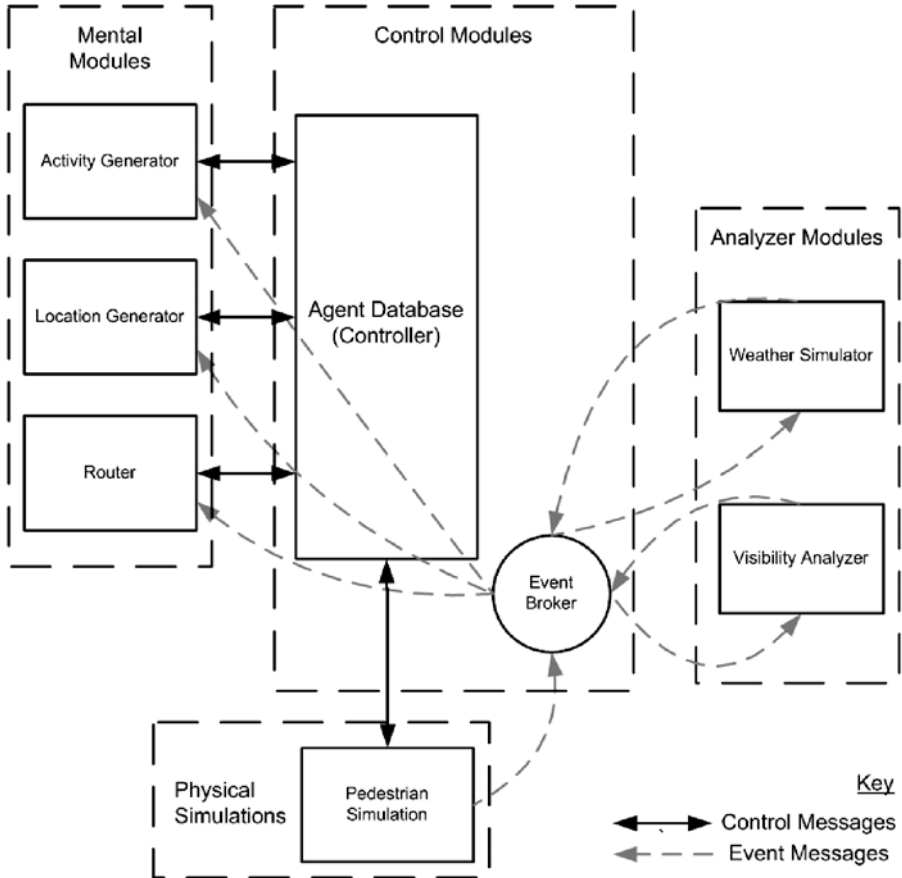 Mental
Modules
Activity Generator
Location Generator
Router
Control Modules
Agent Database
(Controller)
Event
Broker
Analyzer Modules
Weather Simulator
Visibility Analyzer
Physical
Simulations
Pedestrian
Simulation
Key
Control Messages
Event Messages